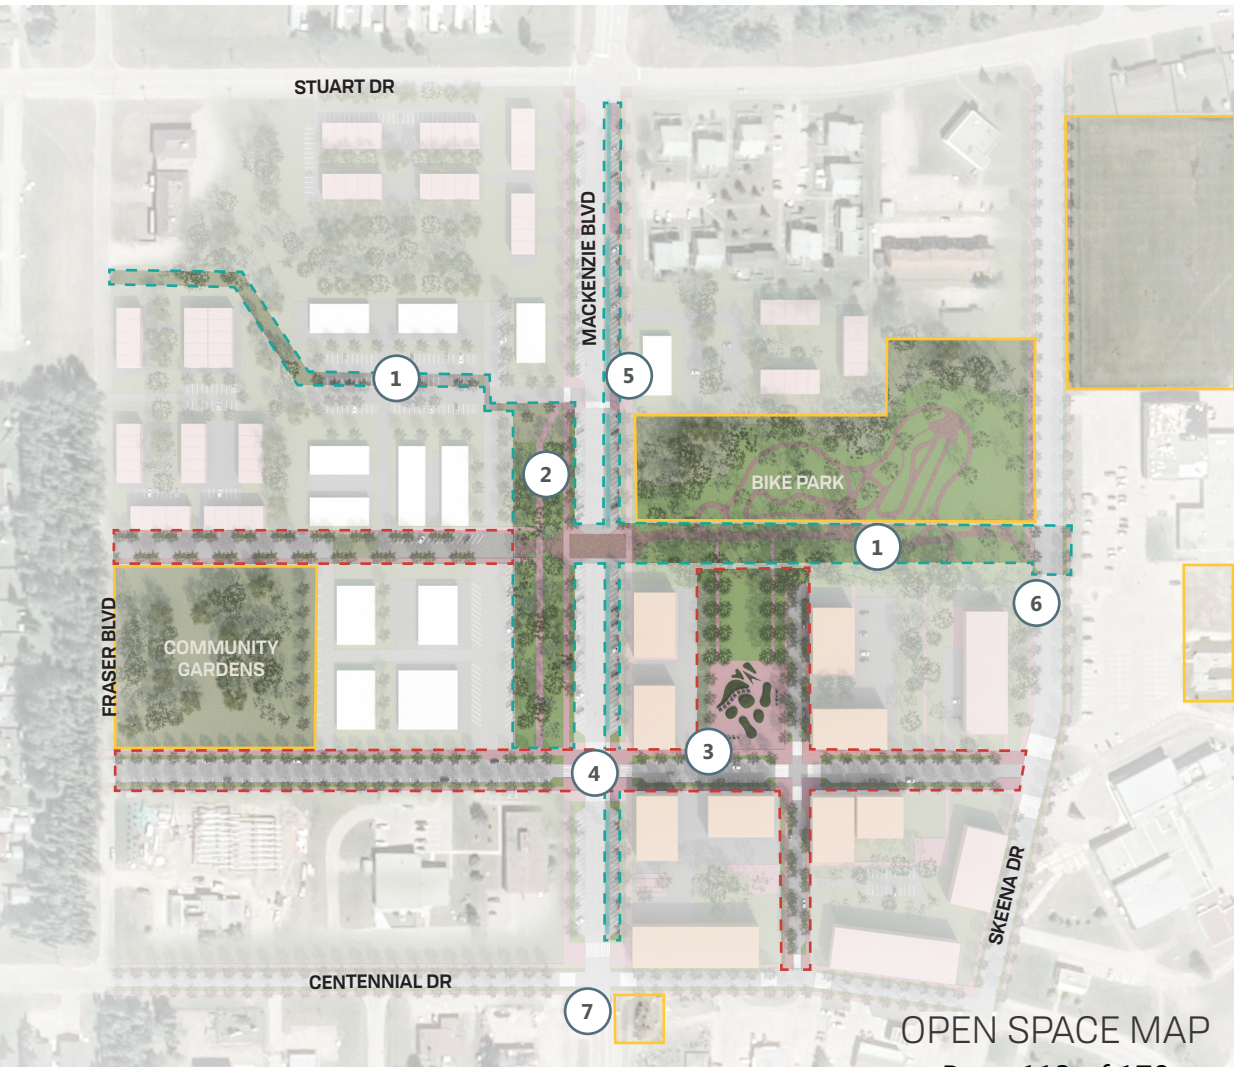 STUART DR
MACKENZIE BLVD
1
5
2
BIKE PARK
1
6
FRASER BLVD
COMMUNITY
GARDENS
3
4
SKEENA DR
CENTENNIAL DR
7
OPEN SPACE MAP